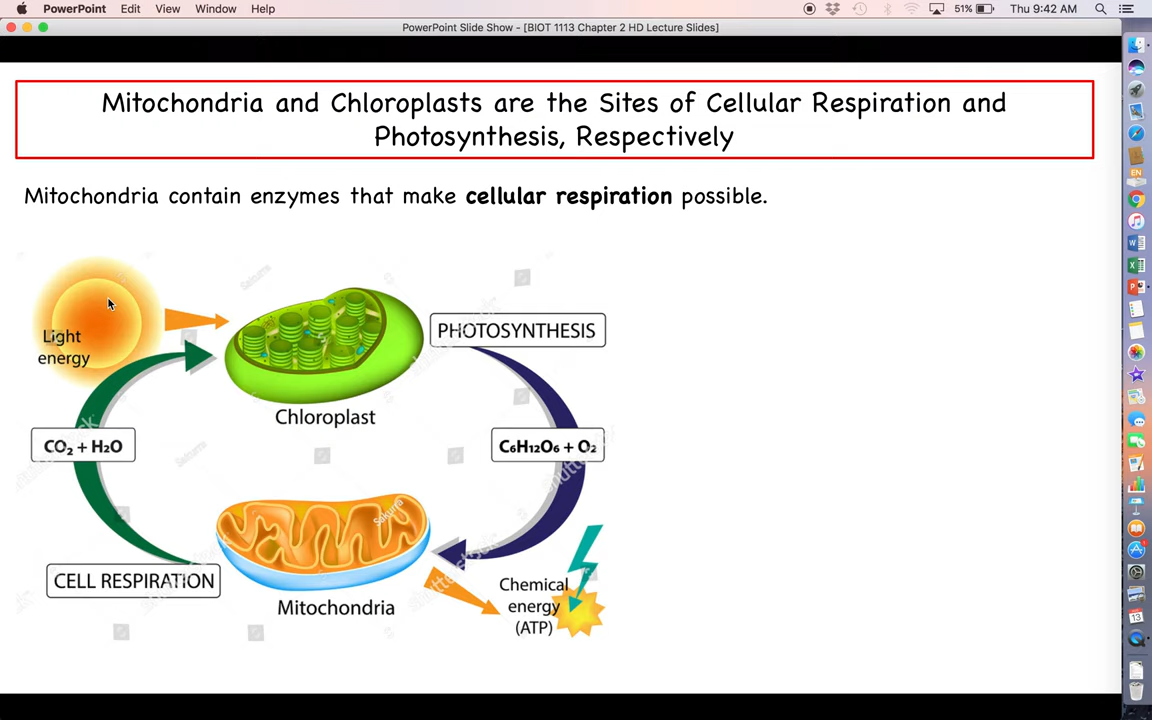 PowerPoint Edit View Window Help
51% Thu 9:42 AM
PowerPoint Slide Show - [BIOT 1113 Chapter 2 HD Lecture Slides]
Mitochondria and Chloroplasts are the Sites of Cellular Respiration and
Photosynthesis, Respectively
Mitochondria contain enzymes that make cellular respiration possible.
Light
energy
PHOTOSYNTHESIS
Chloroplast
CO₂ + H₂O
C₆H₁₂O₆ + O₂
CELL RESPIRATION
Mitochondria
Chemical
energy
(ATP)
Sakurra